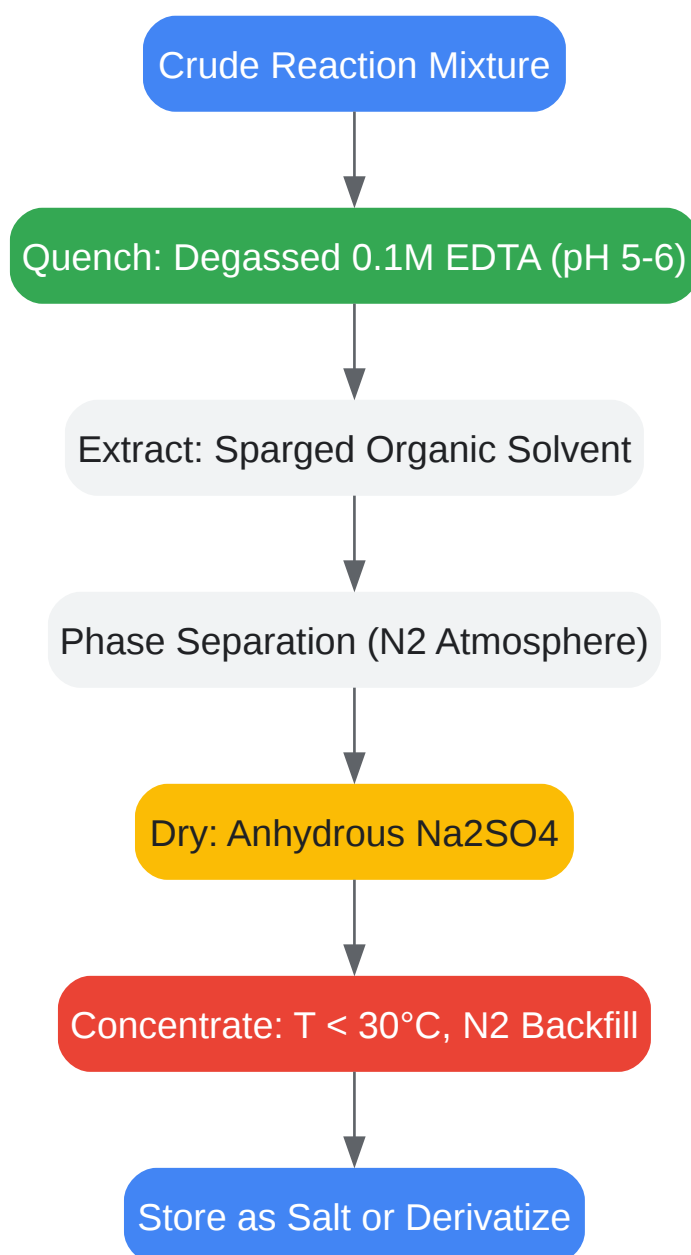 Crude Reaction Mixture
Quench: Degassed 0.1M EDTA (pH 5-6)
Extract: Sparged Organic Solvent
Phase Separation (N2 Atmosphere)
Dry: Anhydrous Na2SO4
Concentrate: T < 30°C, N2 Backfill
Store as Salt or Derivatize